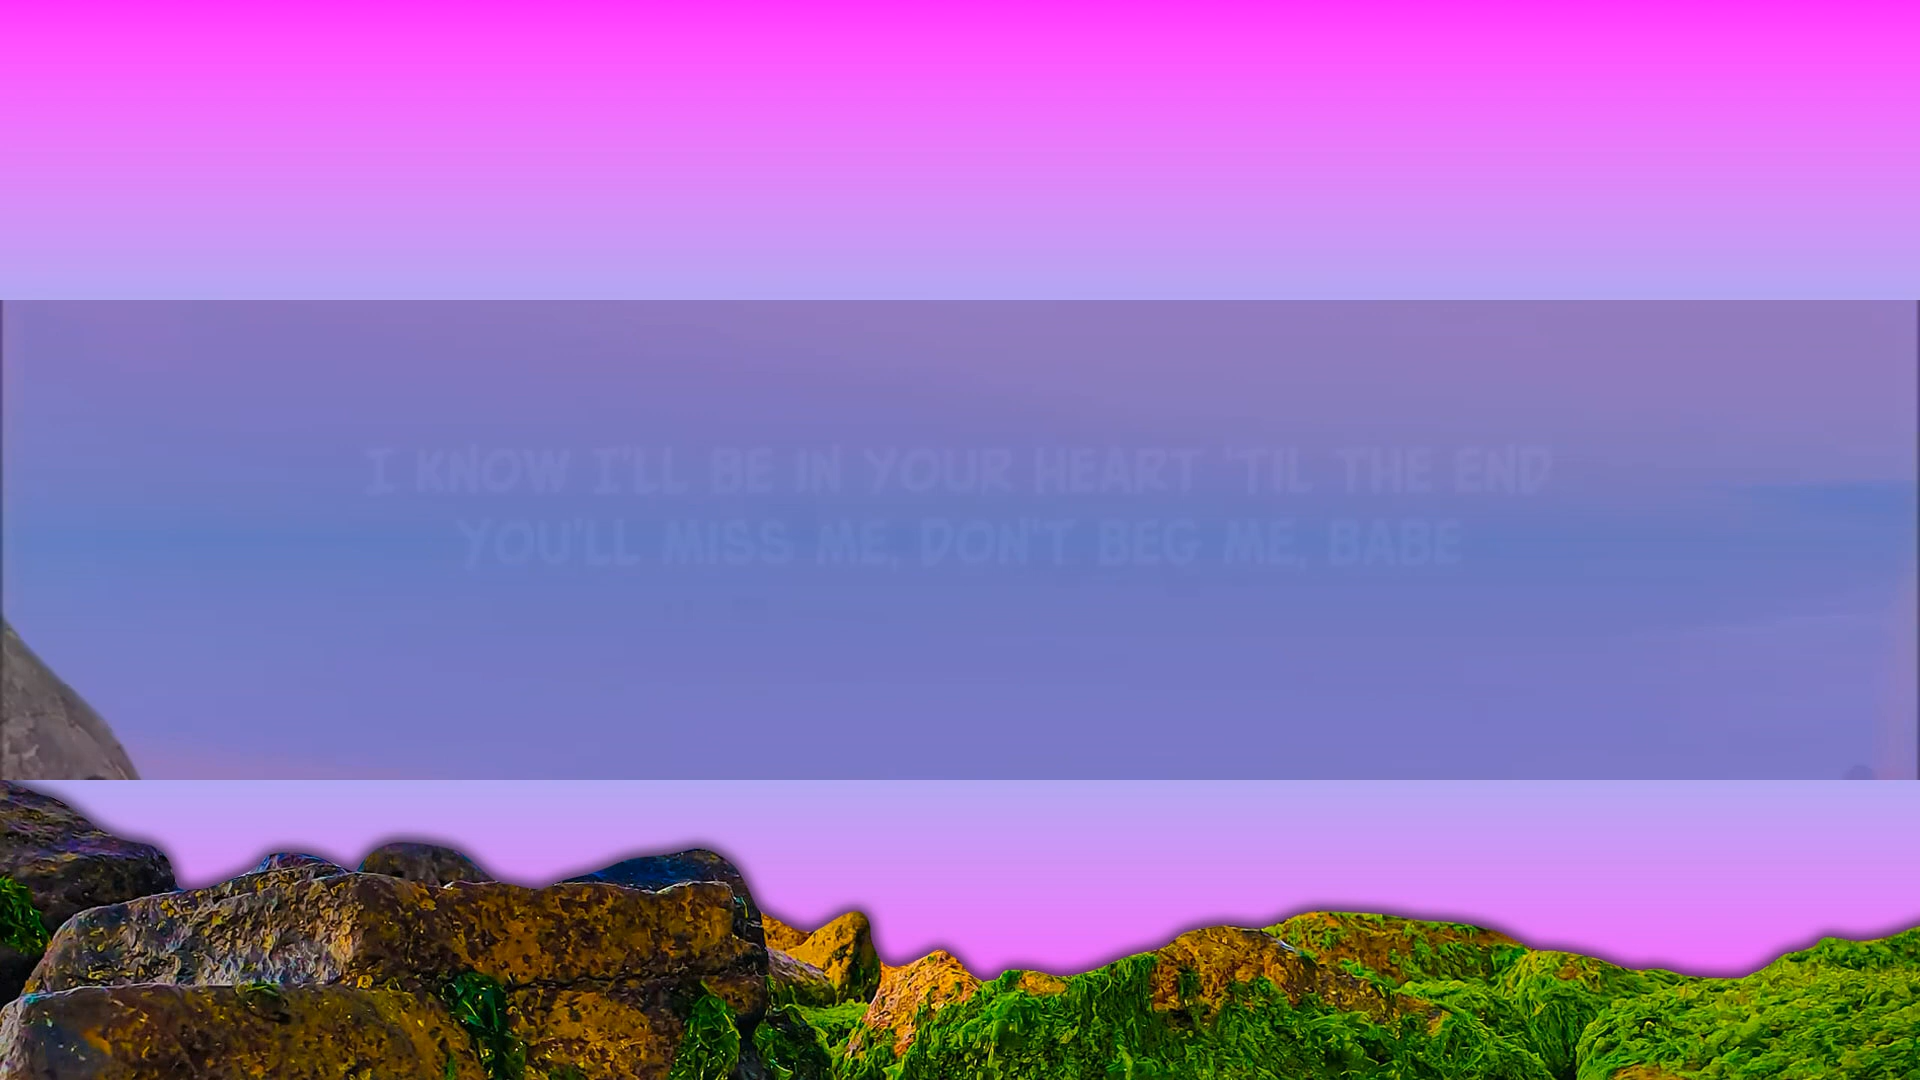 I KNOW I'LL BE IN YOUR HEART 'TIL THE END
YOU'LL MISS ME, DON'T BEG ME, BABE